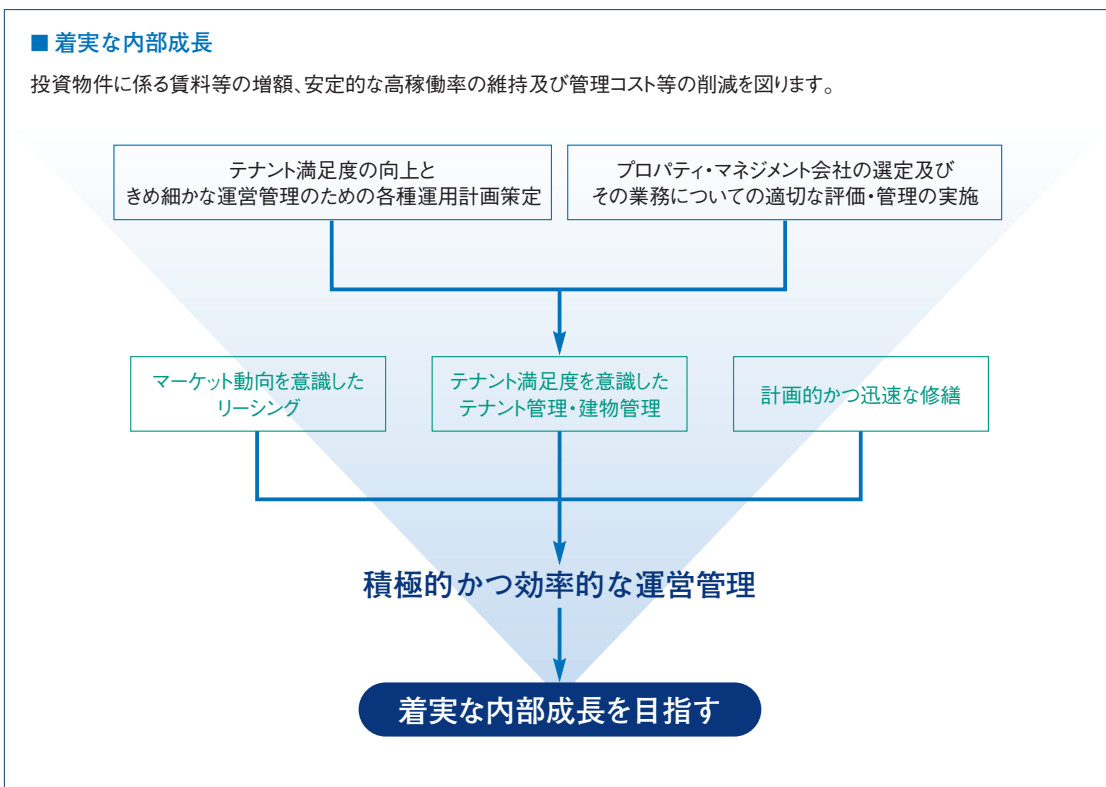 ■ 着実な内部成長
投資物件に係る賃料等の増額、安定的な高稼働率の維持及び管理コスト等の削減を図ります。
テナント満足度の向上と
きめ細かな運営管理のための各種運用計画策定
プロパティ・マネジメント会社の選定及び
その業務についての適切な評価・管理の実施
マーケット動向を意識した
リーシング
テナント満足度を意識した
テナント管理・建物管理
計画的かつ迅速な修繕
積極的かつ効率的な運営管理
着実な内部成長を目指す